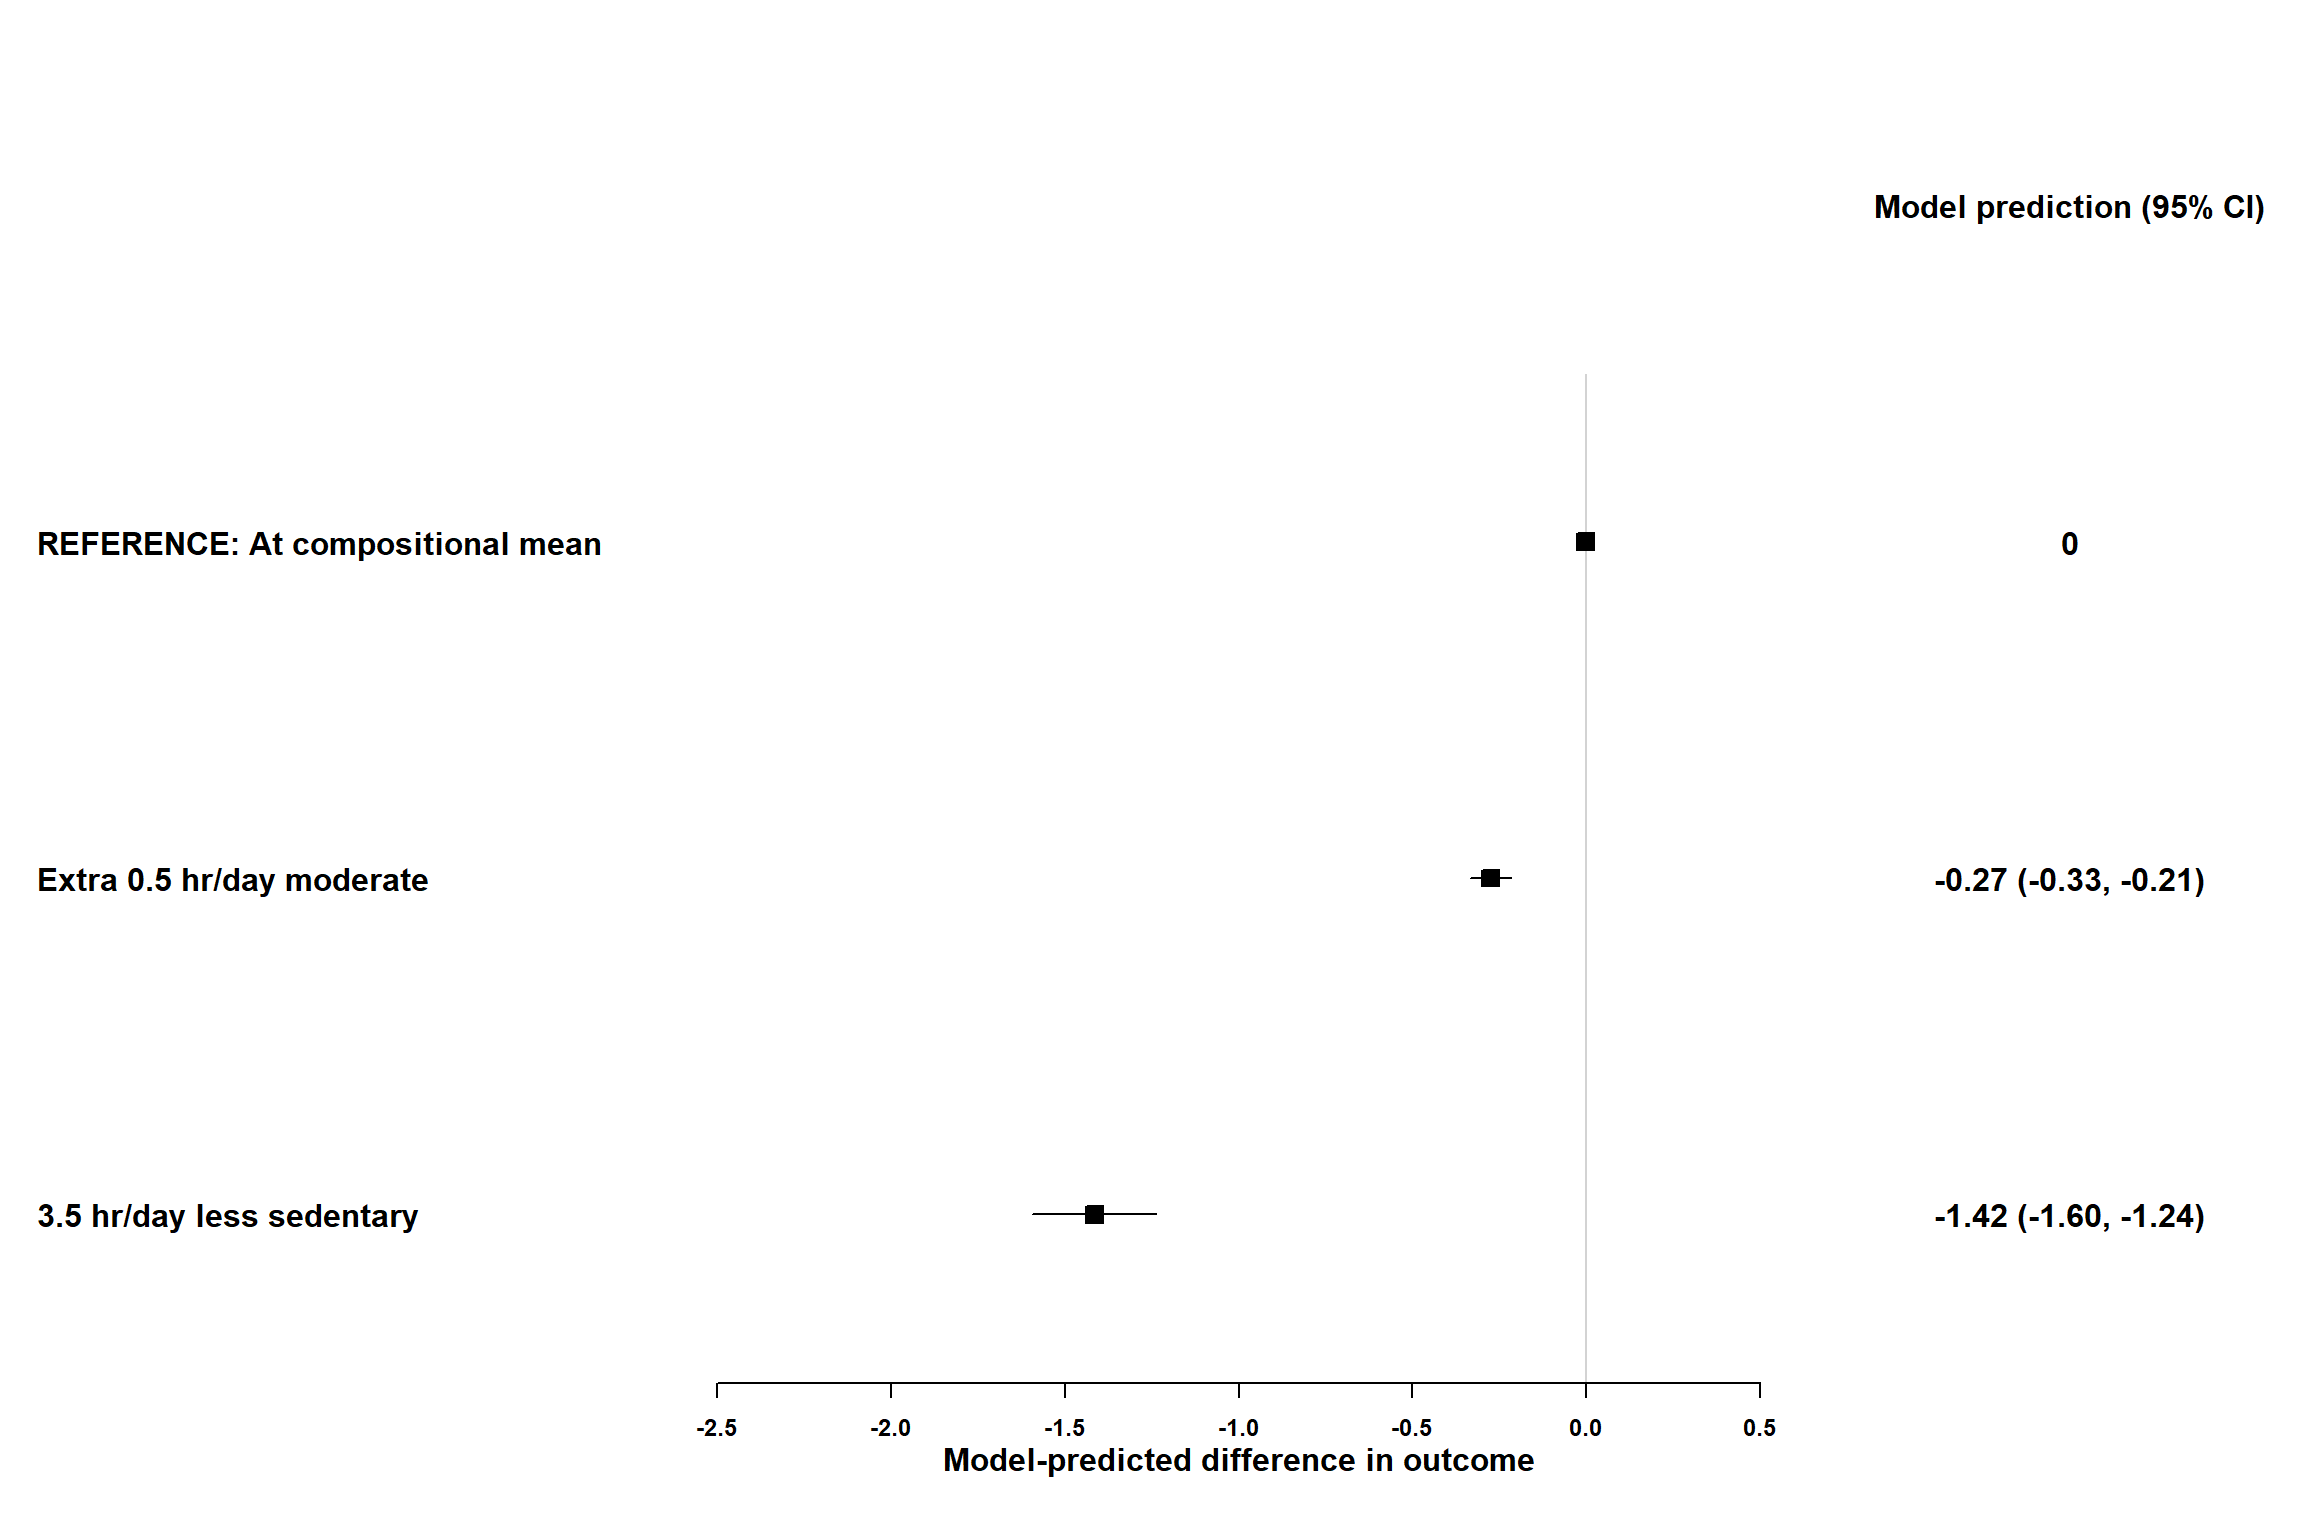 Model prediction (95% CI)
REFERENCE: At compositional mean 0
Extra 0.5 hr/day moderate -0.27 (-0.33, -0.21)
3.5 hr/day less sedentary -1.42 (-1.60, -1.24)
-2.5 -2.0 -1.5 -1.0 -0.5 0.0 0.5
Model-predicted difference in outcome